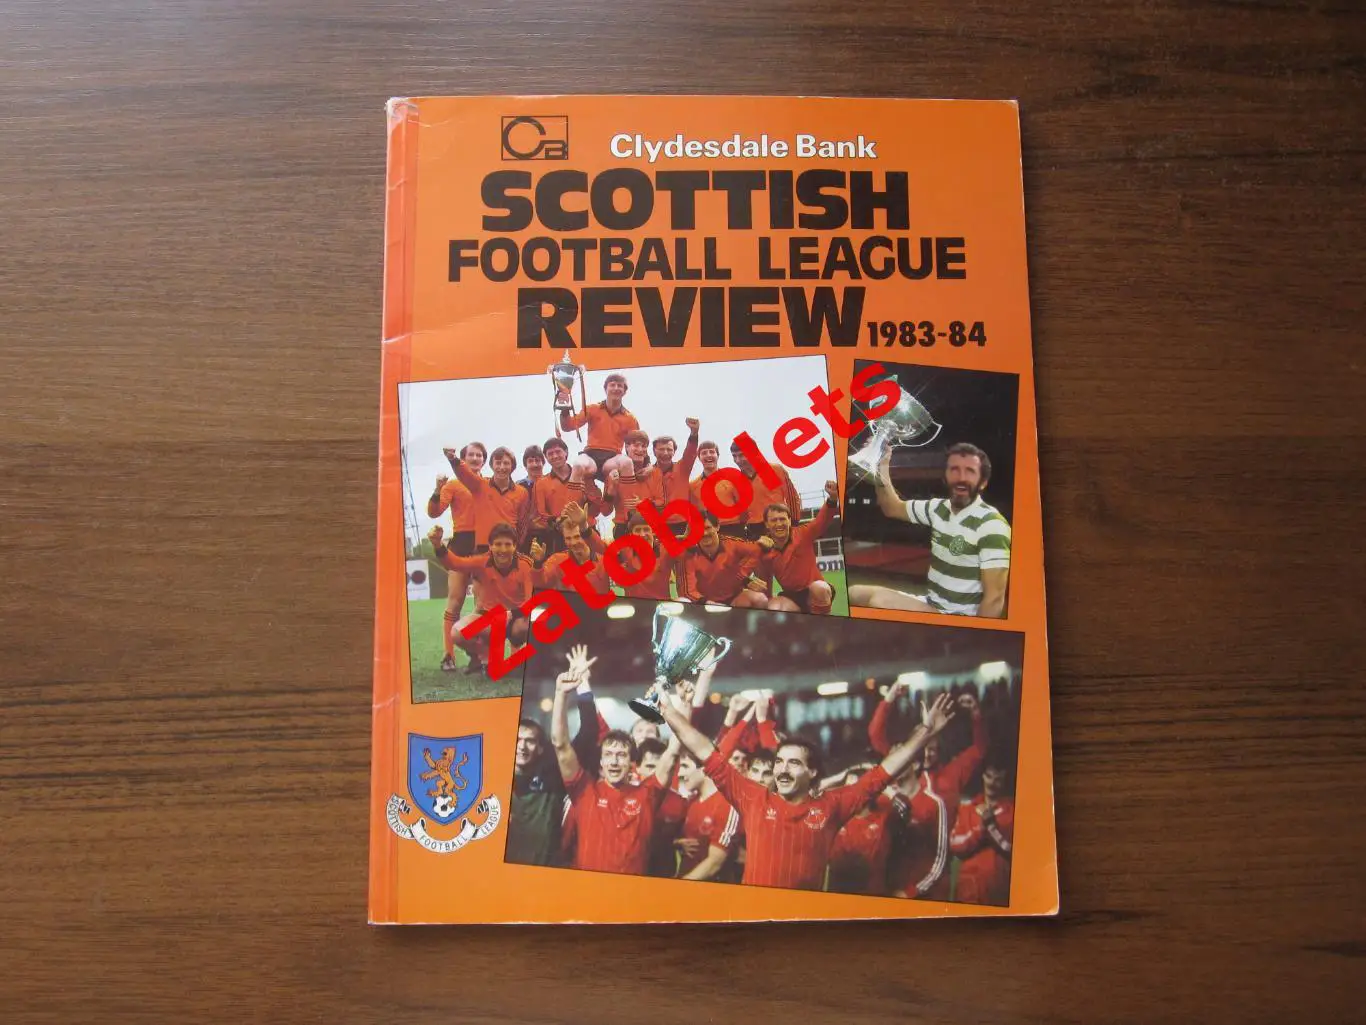 CB
Clydesdale Bank
SCOTTISH
FOOTBALL LEAGUE
REVIEW 1983-84
zatobolets
SCOTTISH FOOTBALL LEAGUE